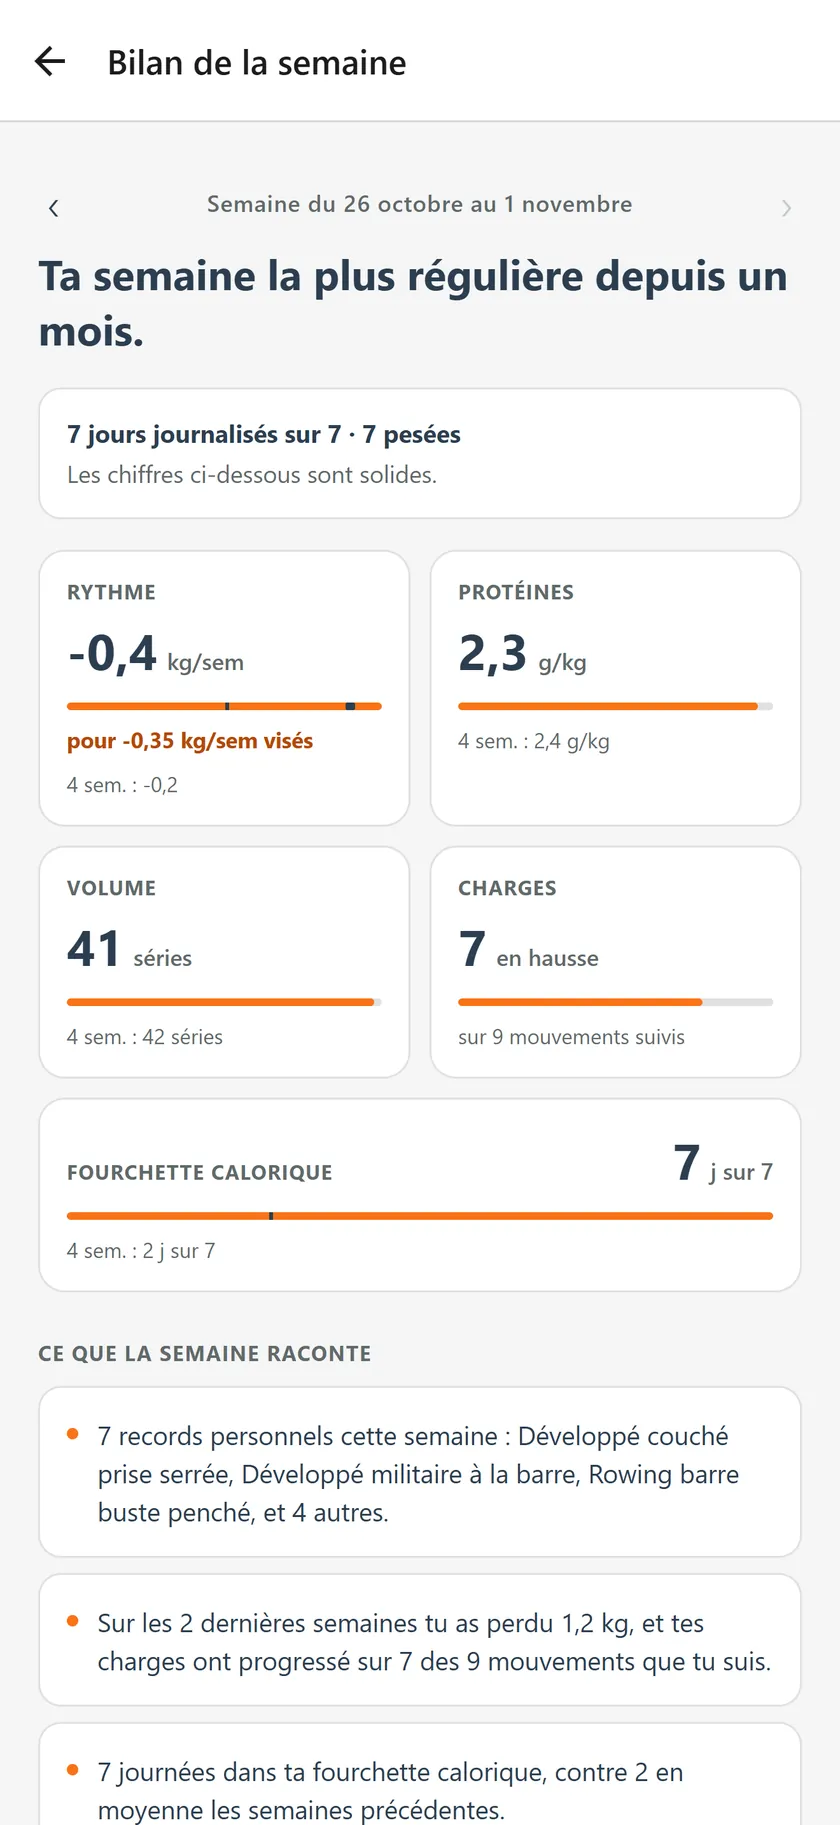 Bilan de la semaine
Semaine du 26 octobre au 1 novembre
Ta semaine la plus régulière depuis un
mois.
7 jours journalisés sur 7 · 7 pesées
Les chiffres ci-dessous sont solides.
RYTHME
-0,4 kg/sem
pour -0,35 kg/sem visés
4 sem. : -0,2
PROTÉINES
2,3 g/kg
4 sem. : 2,4 g/kg
VOLUME
41 séries
4 sem. : 42 séries
CHARGES
7 en hausse
sur 9 mouvements suivis
FOURCHETTE CALORIQUE
7 j sur 7
4 sem. : 2 j sur 7
CE QUE LA SEMAINE RACONTE
7 records personnels cette semaine : Développé couché
prise serrée, Développé militaire à la barre, Rowing barre
buste penché, et 4 autres.
Sur les 2 dernières semaines tu as perdu 1,2 kg, et tes
charges ont progressé sur 7 des 9 mouvements que tu suis.
7 journées dans ta fourchette calorique, contre 2 en
moyenne les semaines précédentes.